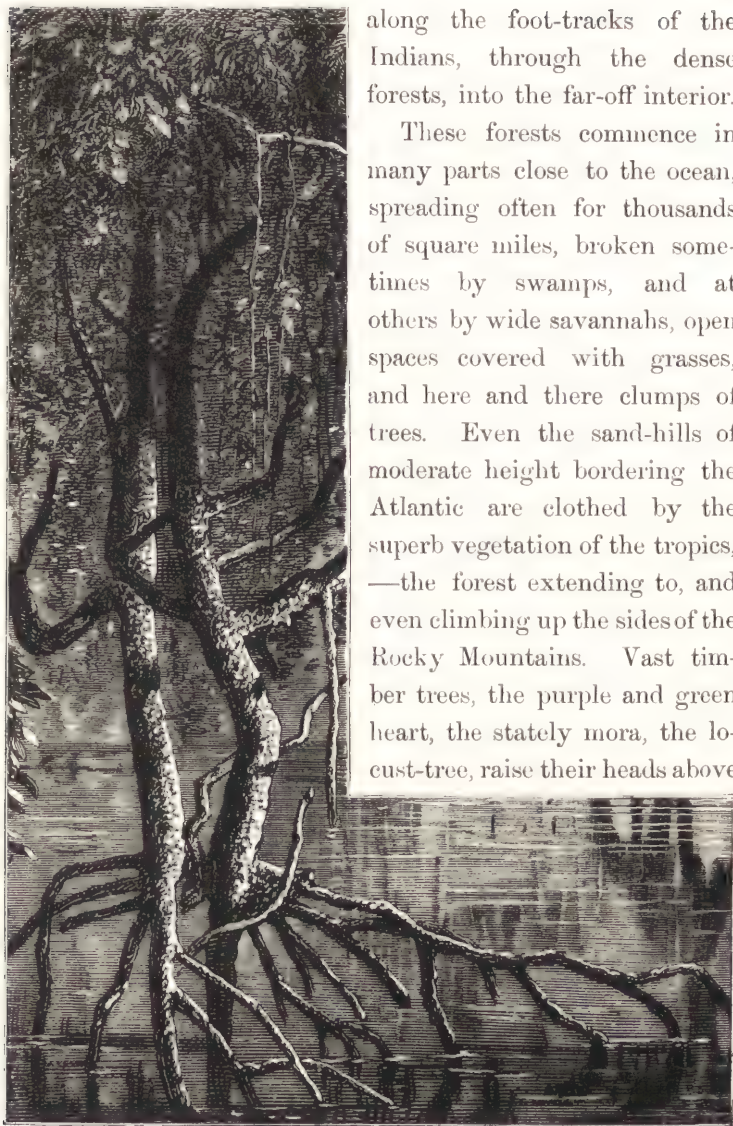 along the foot-tracks of the
Indians, through the dense
forests, into the far-off interior.
These forests commence in
many parts close to the ocean,
spreading often for thousands
of square miles, broken some-
times by swamps, and at
others by wide savannahs, open
spaces covered with grasses,
and here and there clumps of
trees. Even the sand-hills of
moderate height bordering the
Atlantic are clothed by the
superb vegetation of the tropics,
—the forest extending to, and
even climbing up the sides of the
Rocky Mountains. Vast tim-
ber trees, the purple and green
heart, the stately mora, the lo-
cust-tree, raise their heads above